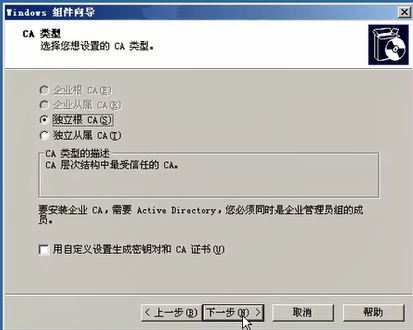 Windows 组件向导
CA 类型
选择您想设置的 CA 类型。
企业根 CA(E)
企业从属 CA(R)
独立根 CA(S)
独立从属 CA(T)
CA 类型的描述
CA 层次结构中最受信任的 CA。
要安装企业 CA，需要 Active Directory，您必须同时是企业管理员组的成
员。
用自定义设置生成密钥对和 CA 证书(U)
< 上一步(B) 下一步(N) > 取消 帮助